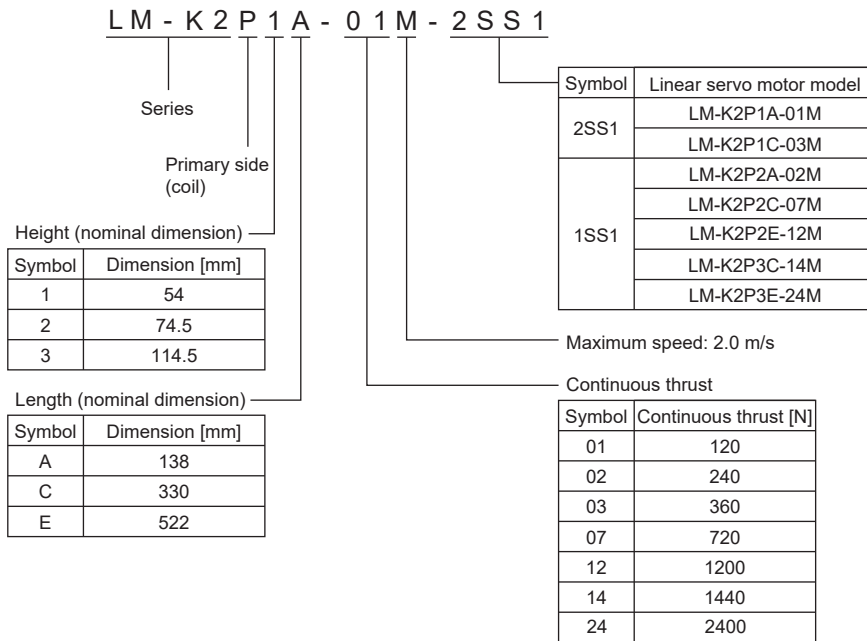 LM-K2P1A-01M-2SS1
Series
Primary side
(coil)
Height (nominal dimension)
Symbol Dimension [mm]
1 54
2 74.5
3 114.5
Length (nominal dimension)
Symbol Dimension [mm]
A 138
C 330
E 522
Symbol Linear servo motor model
2SS1
LM-K2P1A-01M
LM-K2P1C-03M
1SS1
LM-K2P2A-02M
LM-K2P2C-07M
LM-K2P2E-12M
LM-K2P3C-14M
LM-K2P3E-24M
Maximum speed: 2.0 m/s
Continuous thrust
Symbol Continuous thrust [N]
01 120
02 240
03 360
07 720
12 1200
14 1440
24 2400